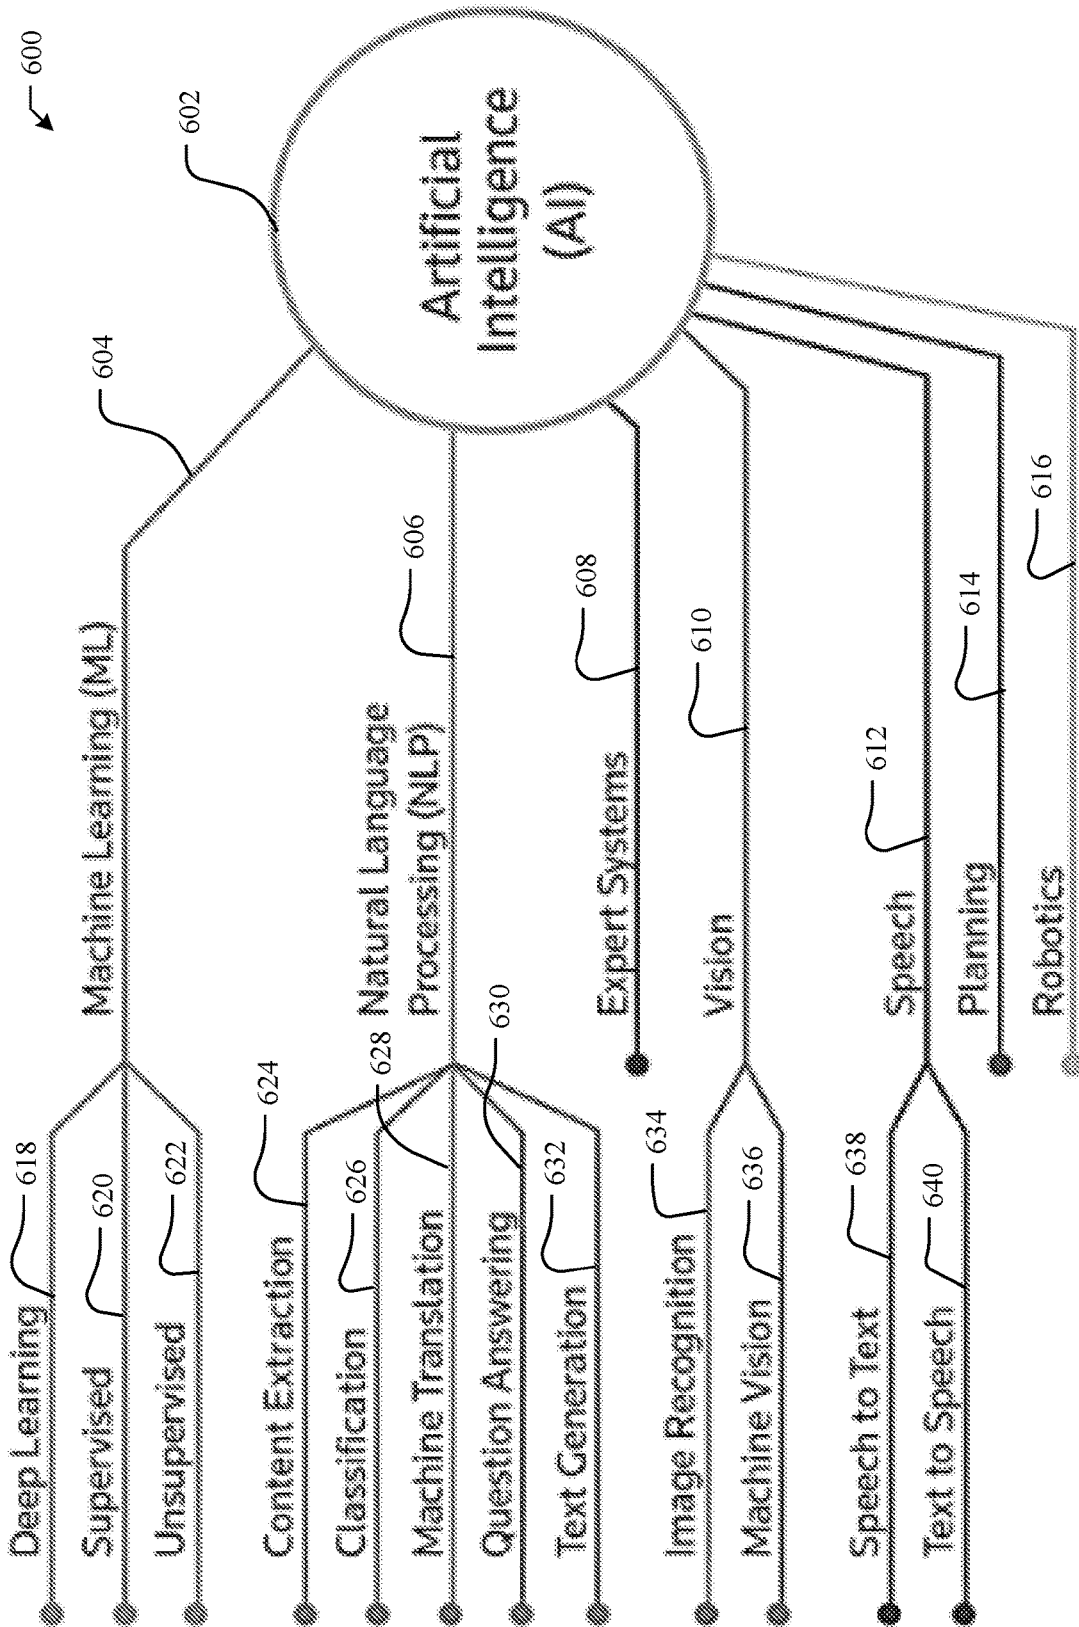 600
602
Artificial
Intelligence
(AI)
604
Machine Learning (ML)
618
Deep Learning
620
Supervised
622
Unsupervised
606
Natural Language
Processing (NLP)
624
Content Extraction
626
Classification
628
Machine Translation
630
Question Answering
632
Text Generation
608
Expert Systems
610
Vision
634
Image Recognition
636
Machine Vision
612
Speech
638
Speech to Text
640
Text to Speech
614
Planning
616
Robotics